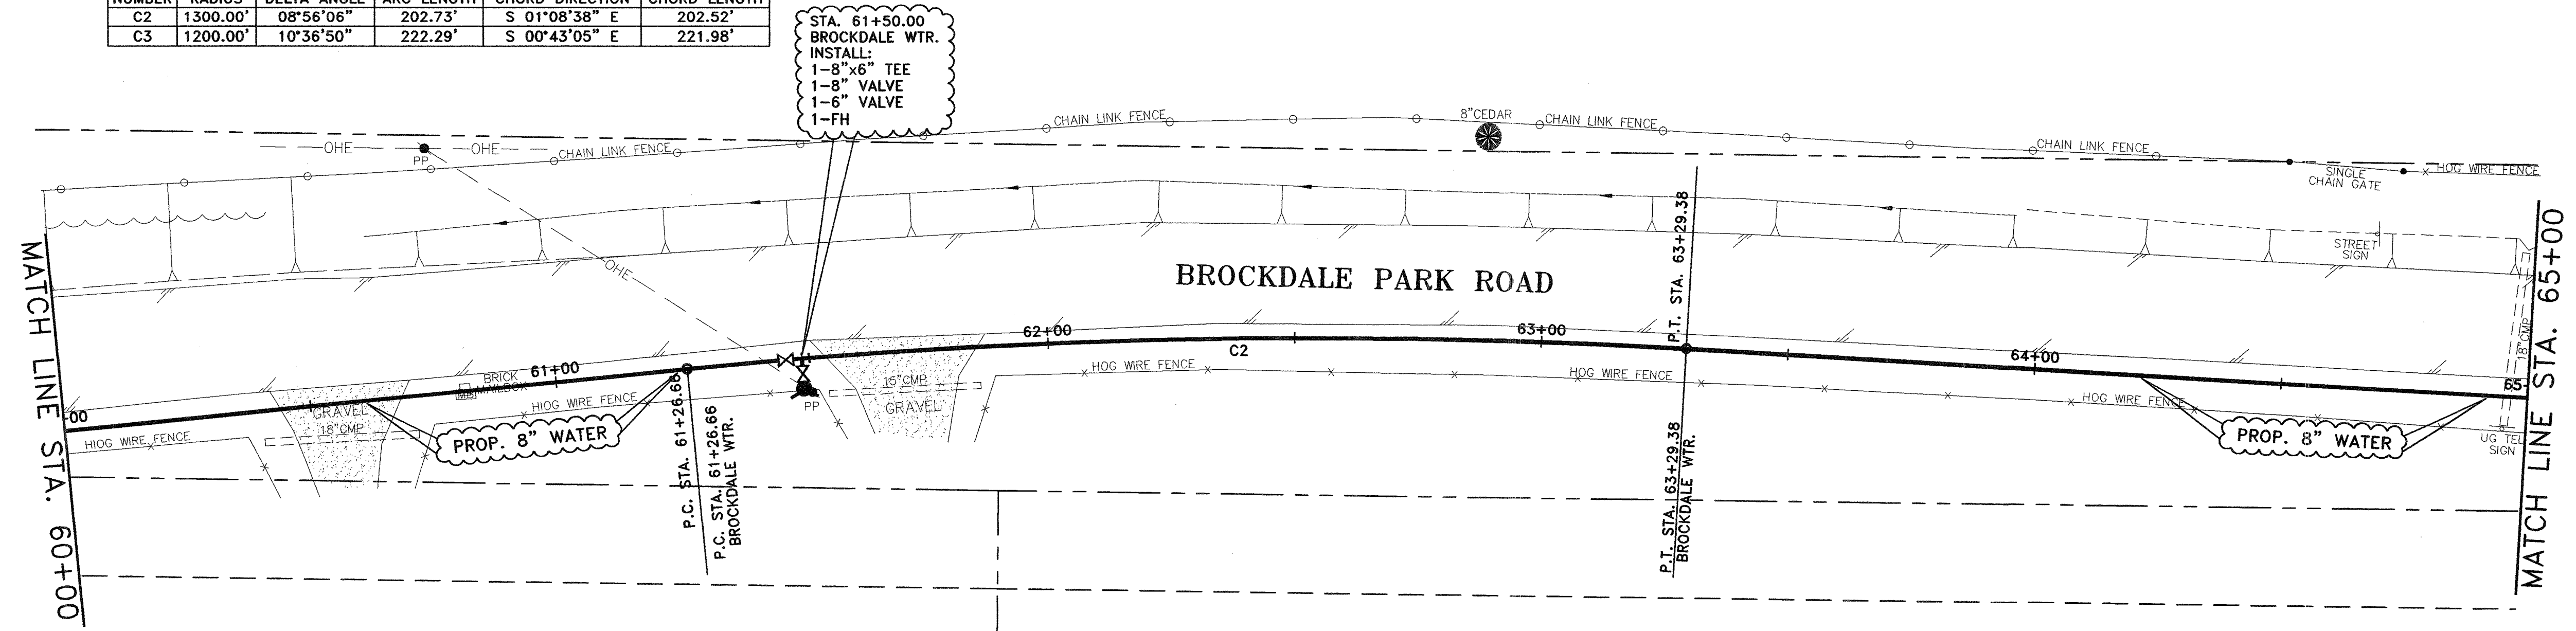 NUMBER RADIUS DELTA ANGLE ARC LENGTH CHORD DIRECTION CHORD LENGTH
C2 1300.00' 08°56'06" 202.73' S 01°08'38" E 202.52'
C3 1200.00' 10°36'50" 222.29' S 00°43'05" E 221.98'
STA. 61+50.00
BROCKDALE WTR.
INSTALL:
1-8"x6" TEE
1-8" VALVE
1-6" VALVE
1-FH
OHE
PP
OHE
CHAIN LINK FENCE
CHAIN LINK FENCE
8"CEDAR
CHAIN LINK FENCE
CHAIN LINK FENCE
SINGLE
CHAIN GATE
HOG WIRE FENCE
STREET
SIGN
OHE
BROCKDALE PARK ROAD
MATCH LINE STA. 60+00
-00
HIOG WIRE FENCE
GRAVEL
18"CMP
BRICK
MAILBOX
MB
61+00
HIOG WIRE FENCE
PROP. 8" WATER
P.C. STA. 61+26.66
P.C. STA. 61+26.66
BROCKDALE WTR.
PP
15"CMP
GRAVEL
62+00
C2
HOG WIRE FENCE
63+00
HOG WIRE FENCE
P.T. STA. 63+29.38
P.T. STA. 63+29.38
BROCKDALE WTR.
64+00
HOG WIRE FENCE
PROP. 8" WATER
18"CMP
65-
UG TEL
SIGN
MATCH LINE STA. 65+00